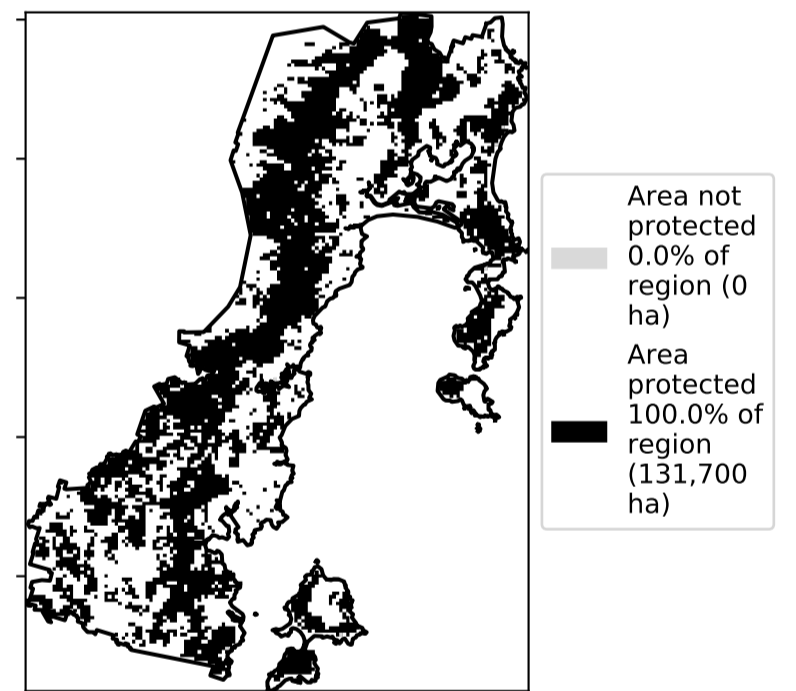 Area not
protected
0.0% of
region (0
ha)
Area
protected
100.0% of
region
(131,700
ha)